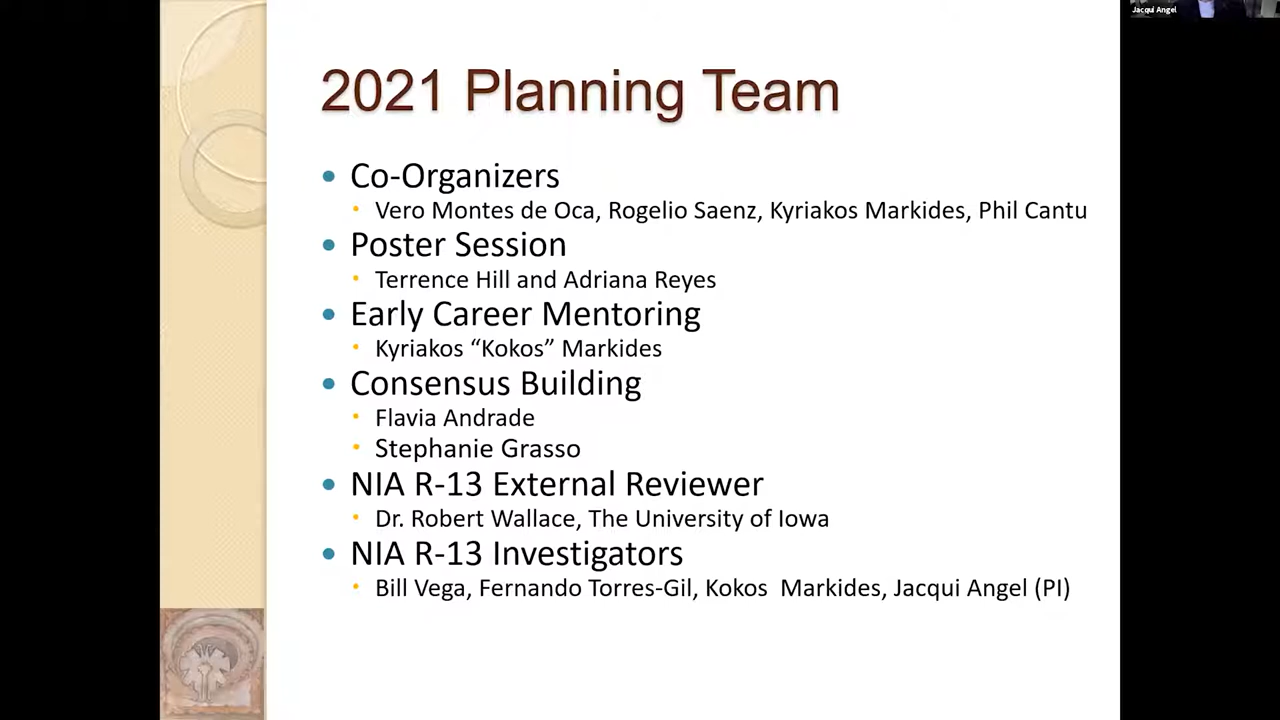 Jacqui Angel
2021 Planning Team
• Co-Organizers
• Vero Montes de Oca, Rogelio Saenz, Kyriakos Markides, Phil Cantu
• Poster Session
• Terrence Hill and Adriana Reyes
• Early Career Mentoring
• Kyriakos “Kokos” Markides
• Consensus Building
• Flavia Andrade
• Stephanie Grasso
• NIA R-13 External Reviewer
• Dr. Robert Wallace, The University of Iowa
• NIA R-13 Investigators
• Bill Vega, Fernando Torres-Gil, Kokos  Markides, Jacqui Angel (PI)